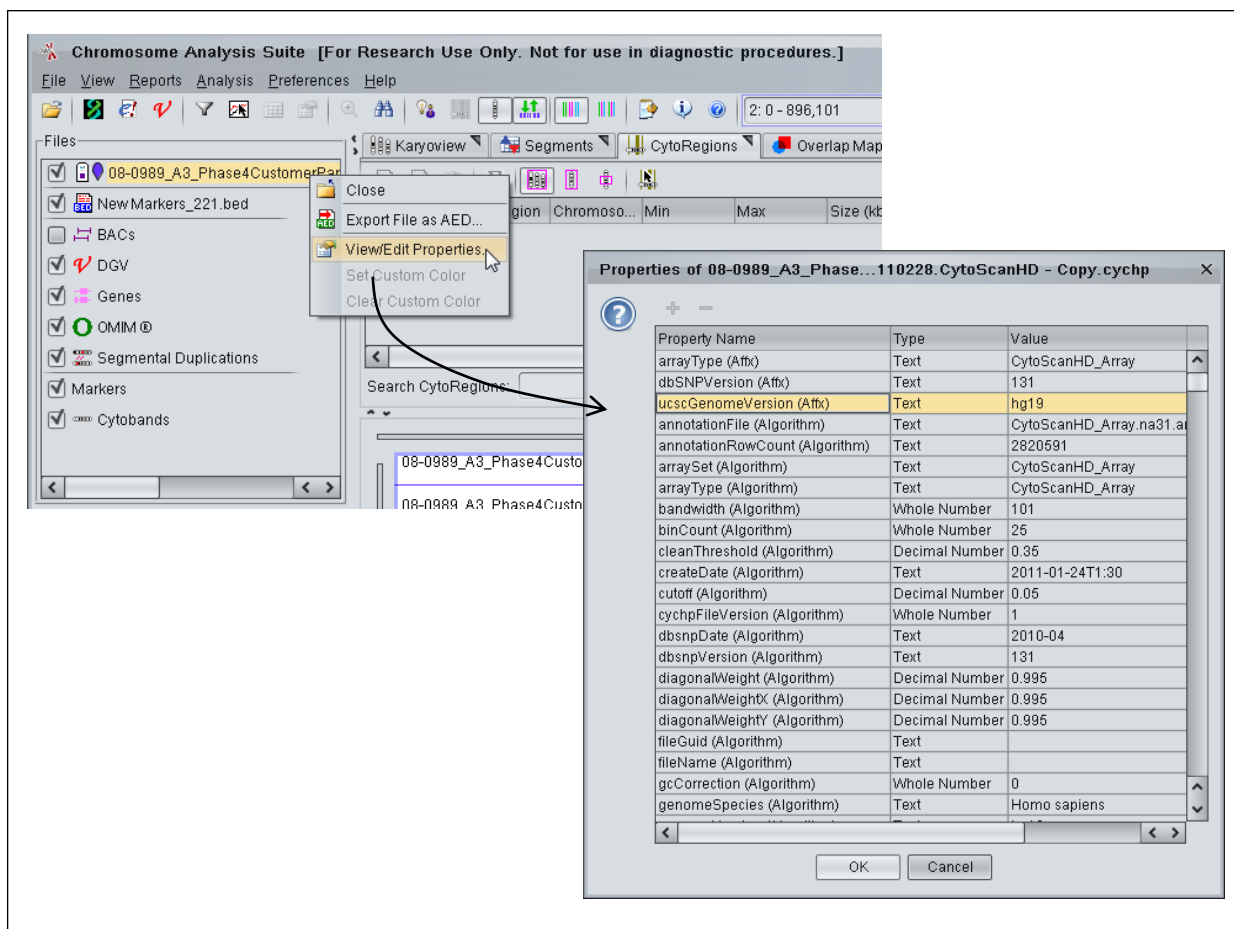 Chromosome Analysis Suite [For Research Use Only. Not for use in diagnostic procedures.]
File View Reports Analysis Preferences Help
2: 0 - 896,101
Files
08-0989_A3_Phase4CustomerPar
New Markers_221.bed
BACs
DGV
Genes
OMIM ®
Segmental Duplications
Markers
Cytobands
Karyoview Segments CytoRegions Overlap Map
gion Chromoso... Min Max Size (kb
Close
Export File as AED...
View/Edit Properties...
Set Custom Color
Clear Custom Color
Search CytoRegions:
08-0989_A3_Phase4Custo
08-0989_A3_Phase4Custo
Properties of 08-0989_A3_Phase...110228.CytoScanHD - Copy.cychp
Property Name Type Value
arrayType (Affx) Text CytoScanHD_Array
dbSNPVersion (Affx) Text 131
ucscGenomeVersion (Affx) Text hg19
annotationFile (Algorithm) Text CytoScanHD_Array.na31.a
annotationRowCount (Algorithm) Text 2820591
arraySet (Algorithm) Text CytoScanHD_Array
arrayType (Algorithm) Text CytoScanHD_Array
bandwidth (Algorithm) Whole Number 101
binCount (Algorithm) Whole Number 25
cleanThreshold (Algorithm) Decimal Number 0.35
createDate (Algorithm) Text 2011-01-24T1:30
cutoff (Algorithm) Decimal Number 0.05
cychpFileVersion (Algorithm) Whole Number 1
dbsnpDate (Algorithm) Text 2010-04
dbsnpVersion (Algorithm) Text 131
diagonalWeight (Algorithm) Decimal Number 0.995
diagonalWeightX (Algorithm) Decimal Number 0.995
diagonalWeightY (Algorithm) Decimal Number 0.995
fileGuid (Algorithm) Text
fileName (Algorithm) Text
gcCorrection (Algorithm) Whole Number 0
genomeSpecies (Algorithm) Text Homo sapiens
OK Cancel